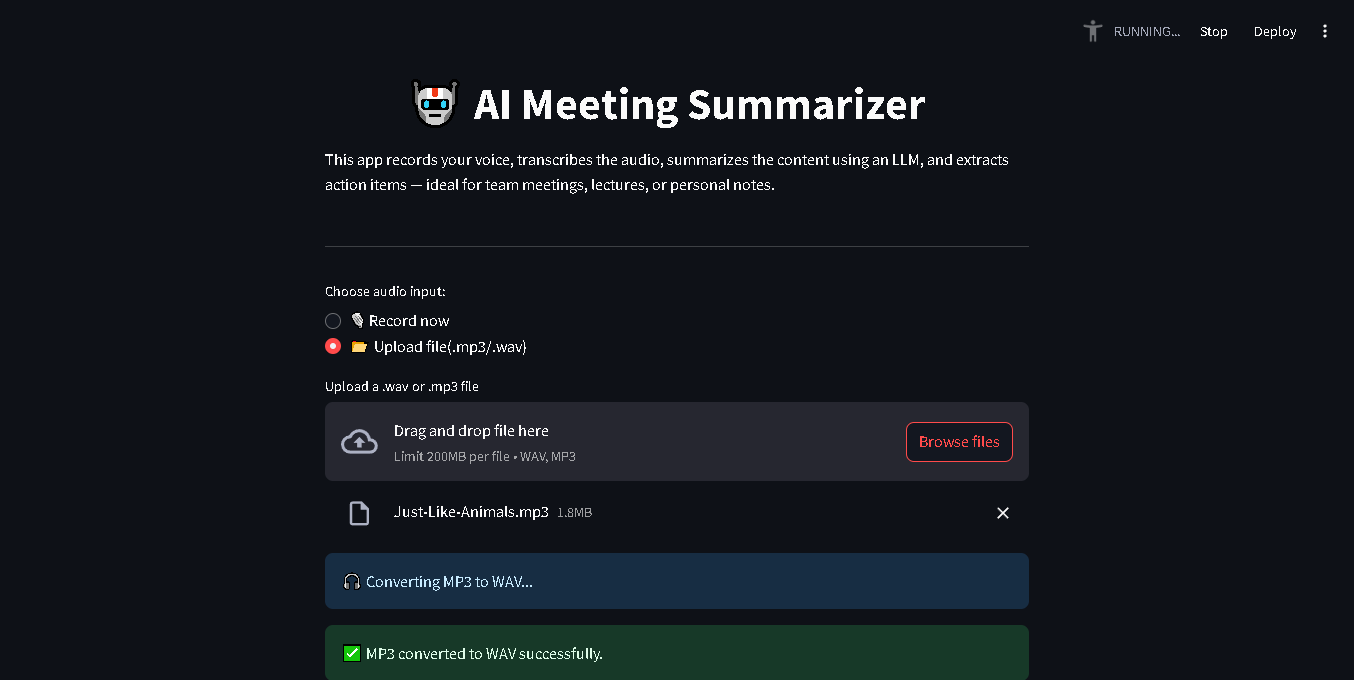 RUNNING... Stop Deploy
AI Meeting Summarizer
This app records your voice, transcribes the audio, summarizes the content using an LLM, and extracts
action items — ideal for team meetings, lectures, or personal notes.
Choose audio input:
Record now
Upload file(.mp3/.wav)
Upload a .wav or .mp3 file
Drag and drop file here
Limit 200MB per file • WAV, MP3
Browse files
Just-Like-Animals.mp3 1.8MB
Converting MP3 to WAV...
MP3 converted to WAV successfully.